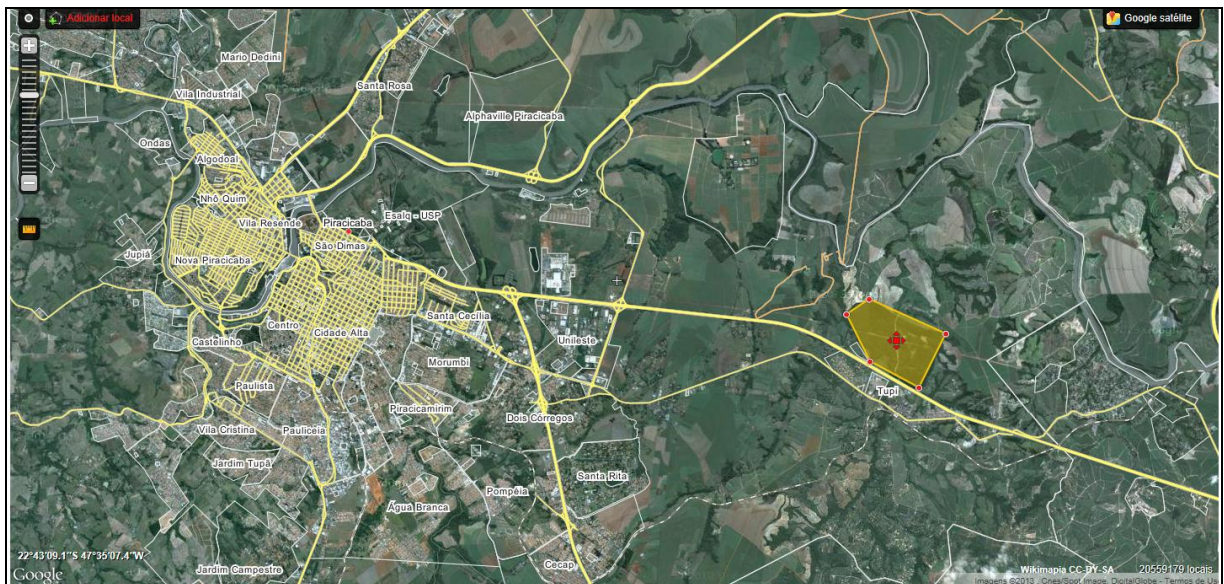 Adicionar local
Google satélite
Mario Dedini
Santa Rosa
Vila Industrial
Alphaville Piracicaba
Ondas
Algodoal
Nhô Quim
Vila Resende
Piracicaba
Esalq - USP
São Dimas
Jupiá
Nova Piracicaba
Centro
Cidade Alta
Santa Cecília
Castelinho
Unileste
Morumbi
Tupi
Paulista
Piracicamirim
Dois Córregos
Vila Cristina
Paulicéia
Jardim Tupã
Santa Rita
Pompéia
Água Branca
22°43'09.1"S 47°35'07.4"W
Cecap
Jardim Campestre
Wikimapia CC-BY-SA
20559179 locais
Google